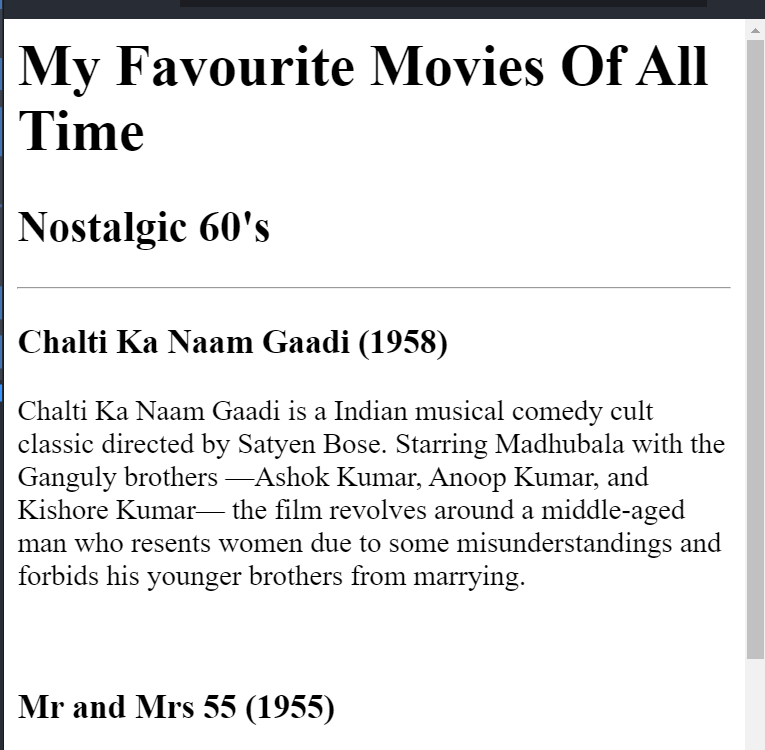 My Favourite Movies Of All
Time
Nostalgic 60's
Chalti Ka Naam Gaadi (1958)
Chalti Ka Naam Gaadi is a Indian musical comedy cult
classic directed by Satyen Bose. Starring Madhubala with the
Ganguly brothers —Ashok Kumar, Anoop Kumar, and
Kishore Kumar— the film revolves around a middle-aged
man who resents women due to some misunderstandings and
forbids his younger brothers from marrying.
Mr and Mrs 55 (1955)